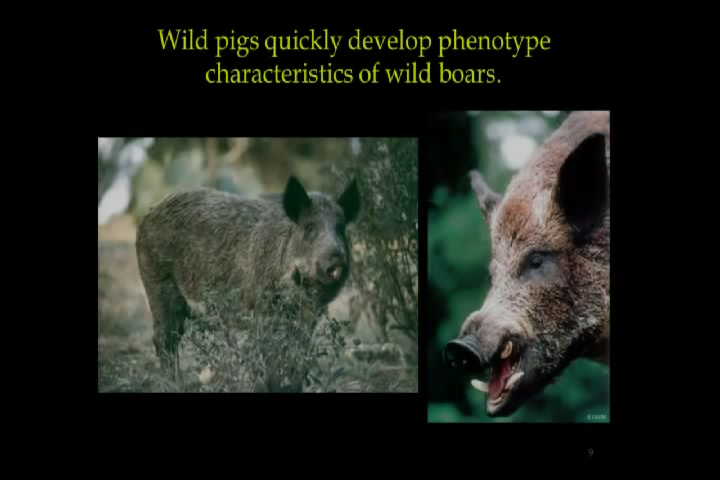 Wild pigs quickly develop phenotype
characteristics of wild boars.
9